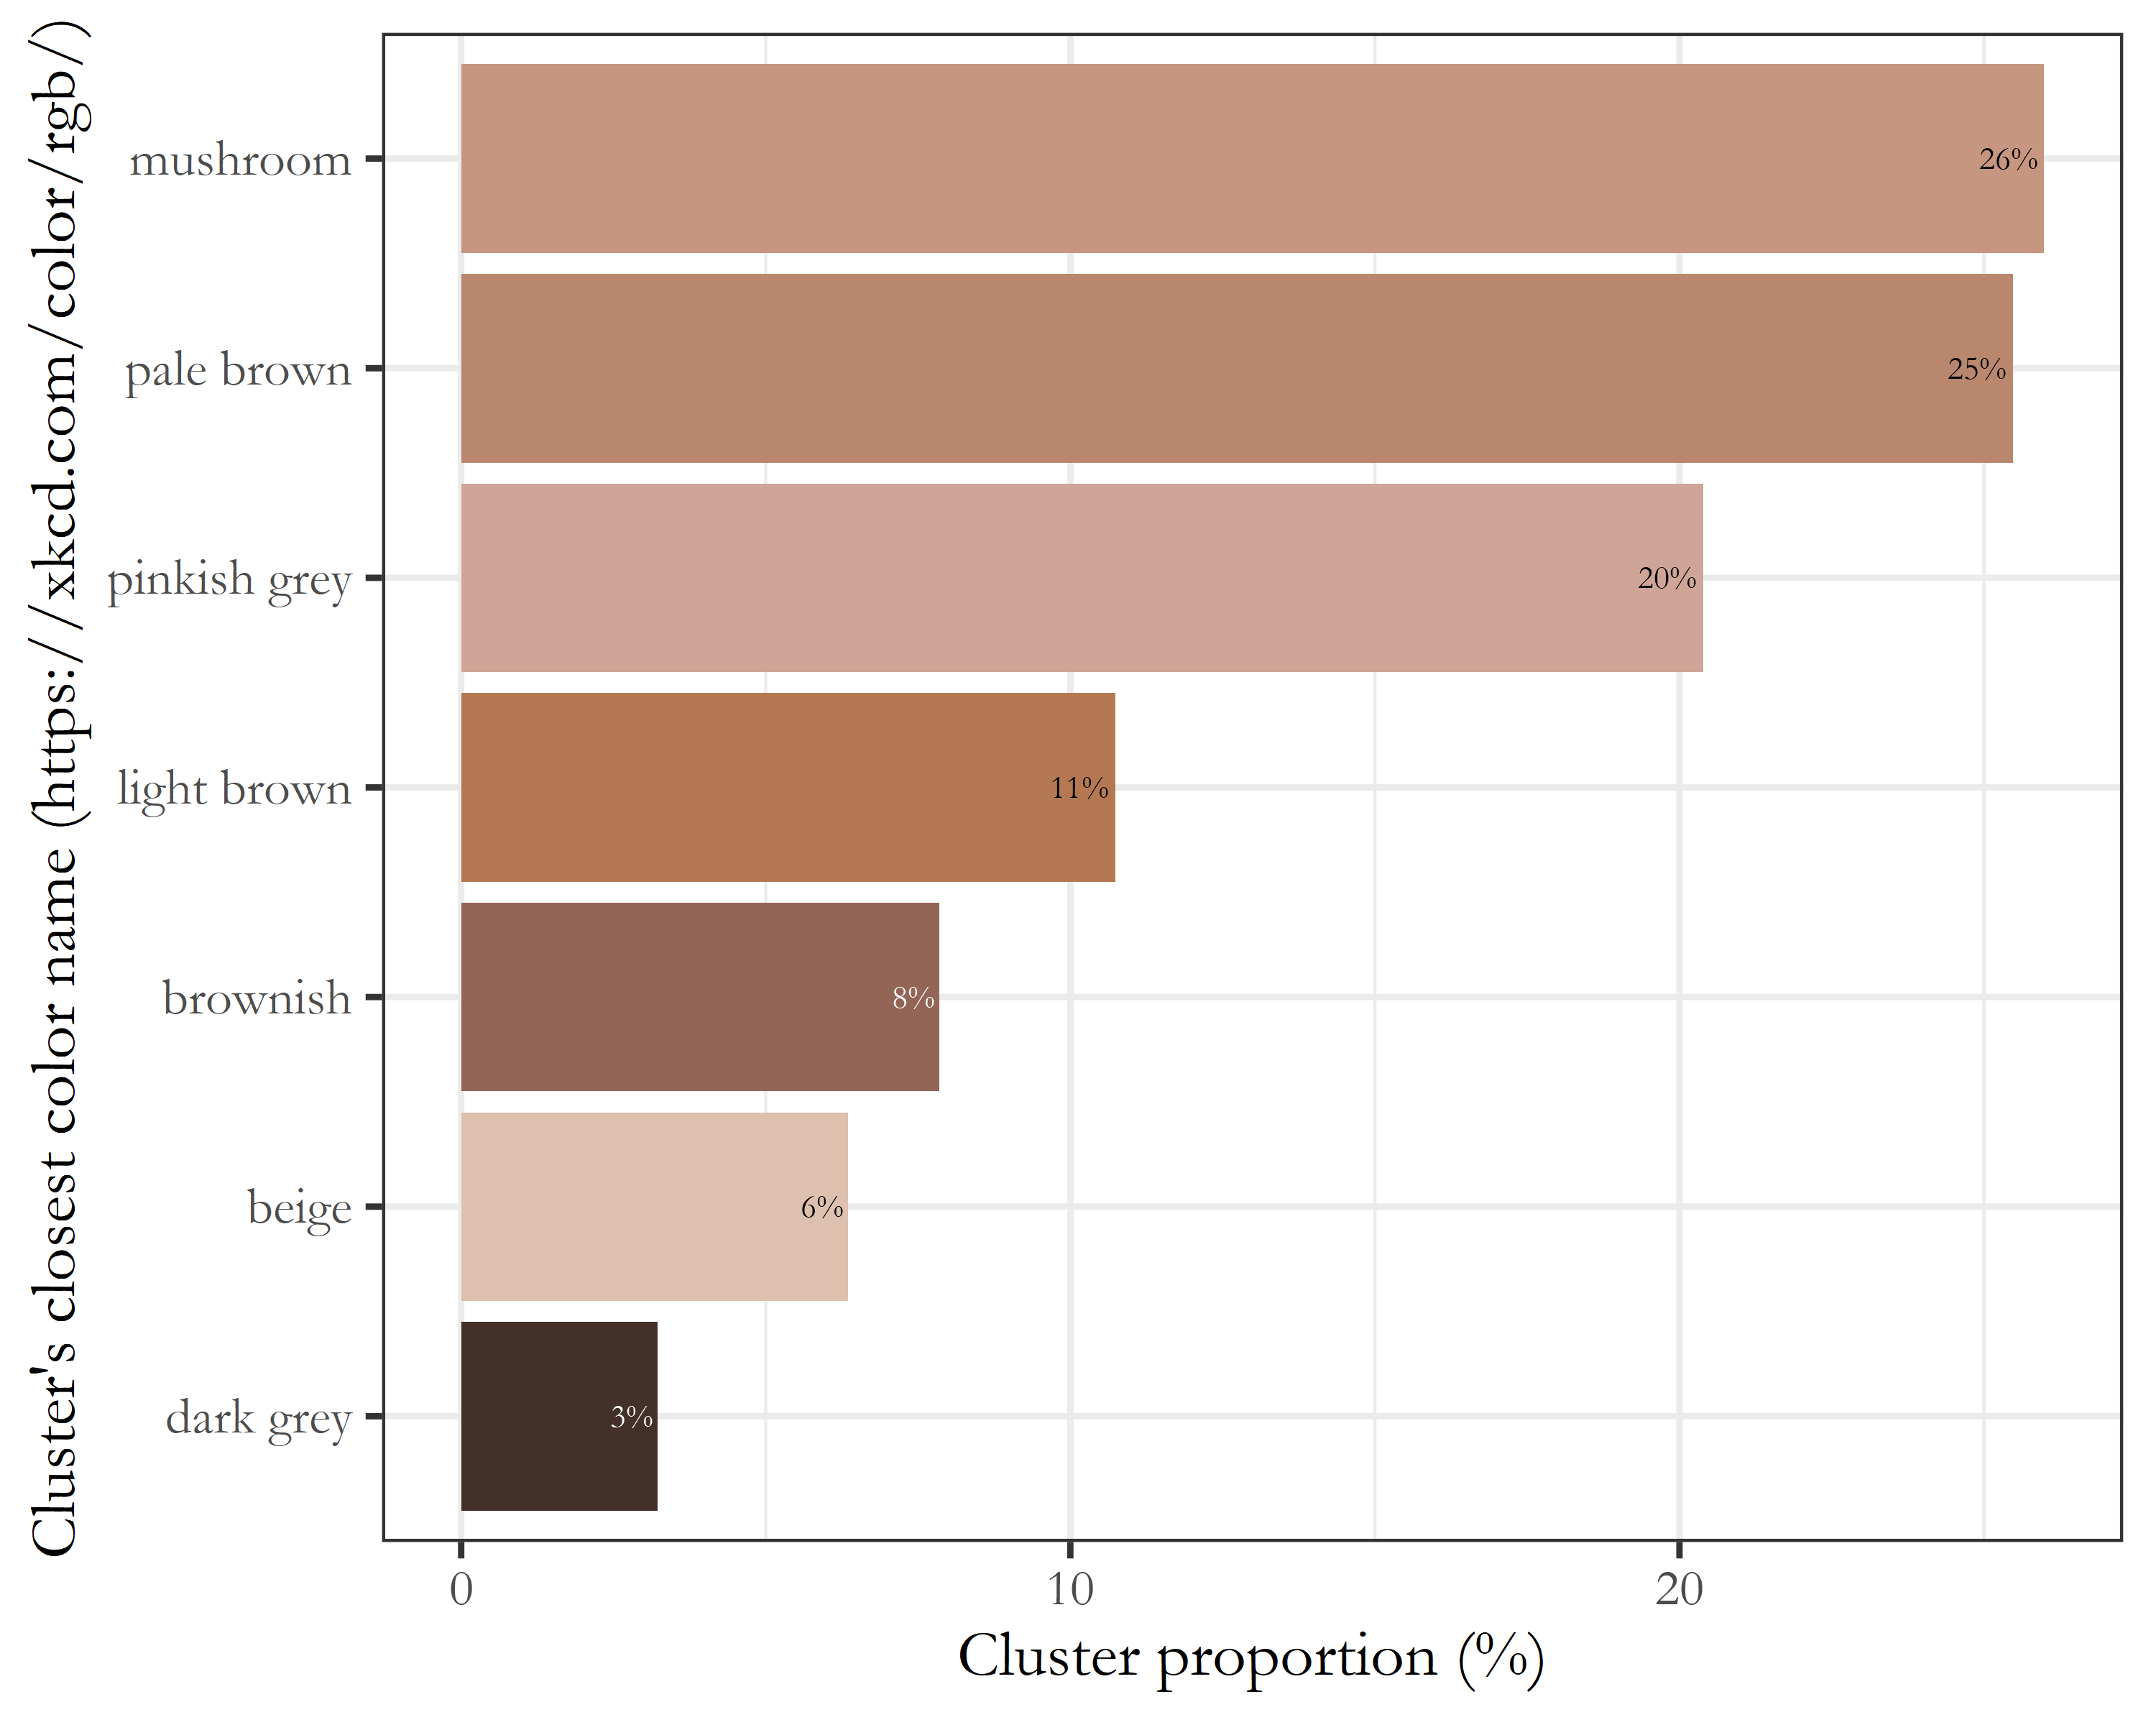 Cluster's closest color name (https://xkcd.com/color/rgb/)
mushroom
26%
pale brown
25%
pinkish grey
20%
light brown
11%
brownish
8%
beige
6%
dark grey
3%
0 10 20
Cluster proportion (%)